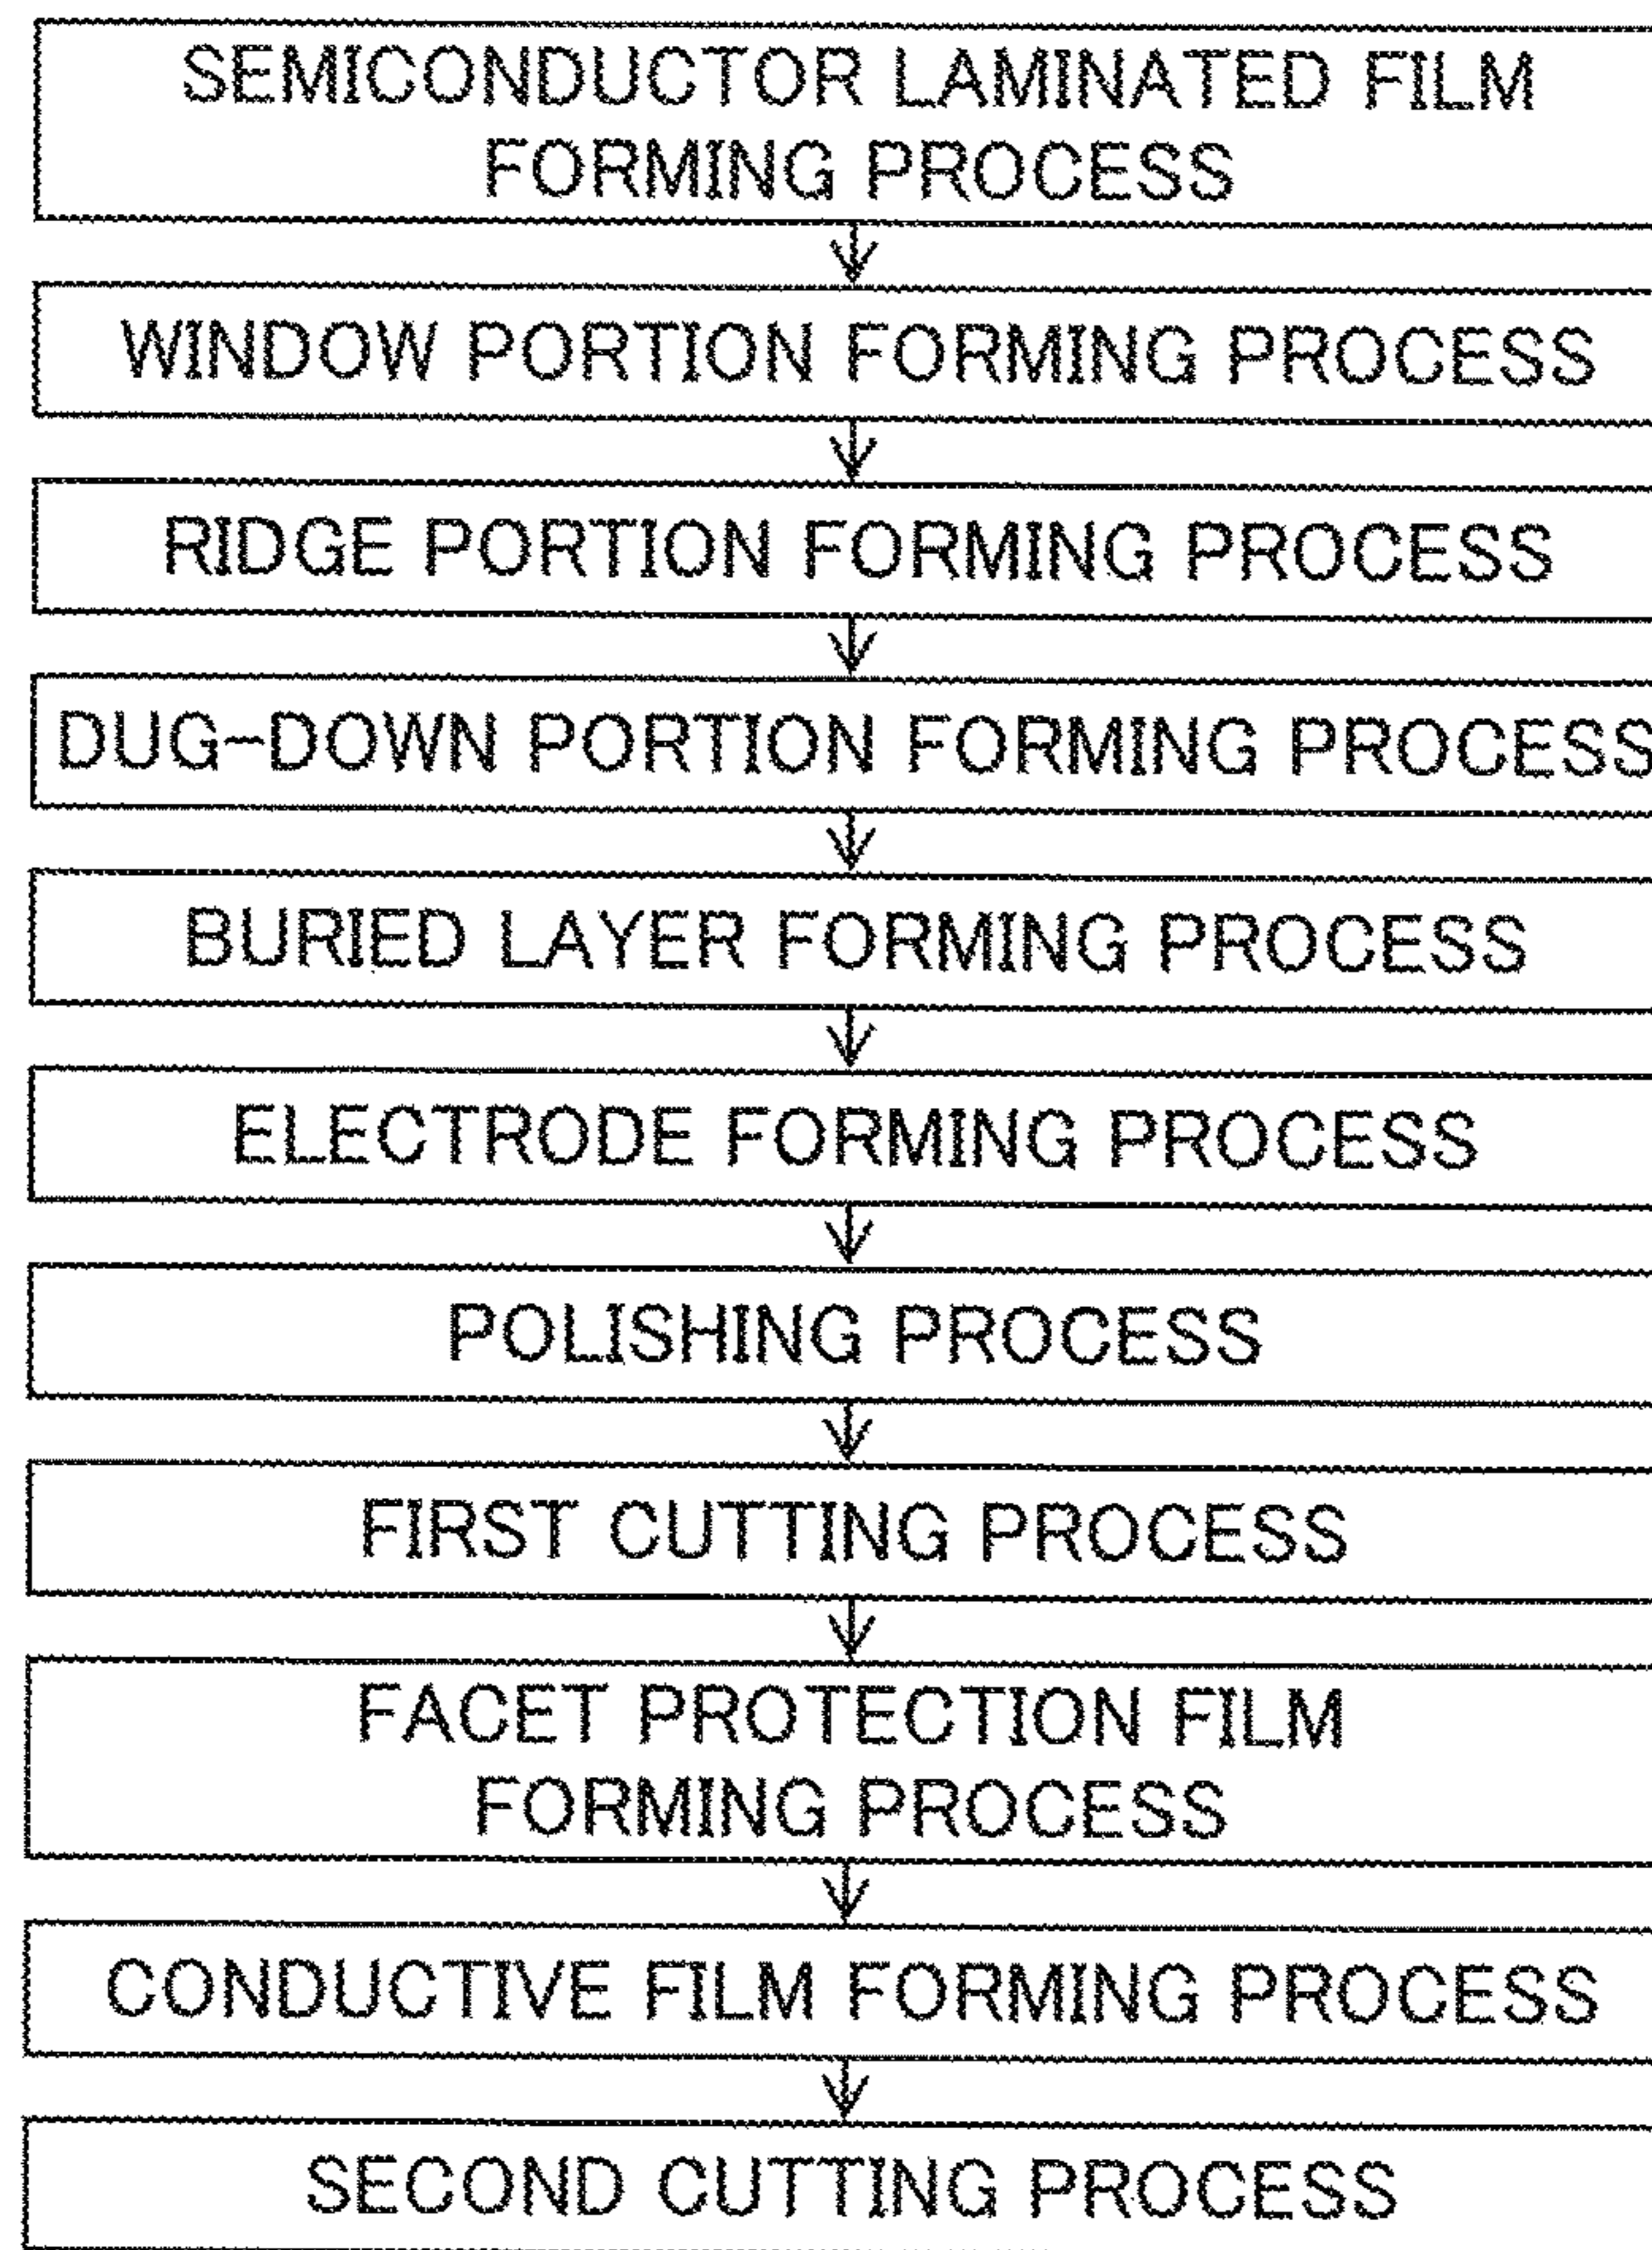 SEMICONDUCTOR LAMINATED FILM
FORMING PROCESS
WINDOW PORTION FORMING PROCESS
RIDGE PORTION FORMING PROCESS
DUG-DOWN PORTION FORMING PROCESS
BURIED LAYER FORMING PROCESS
ELECTRODE FORMING PROCESS
POLISHING PROCESS
FIRST CUTTING PROCESS
FACET PROTECTION FILM
FORMING PROCESS
CONDUCTIVE FILM FORMING PROCESS
SECOND CUTTING PROCESS